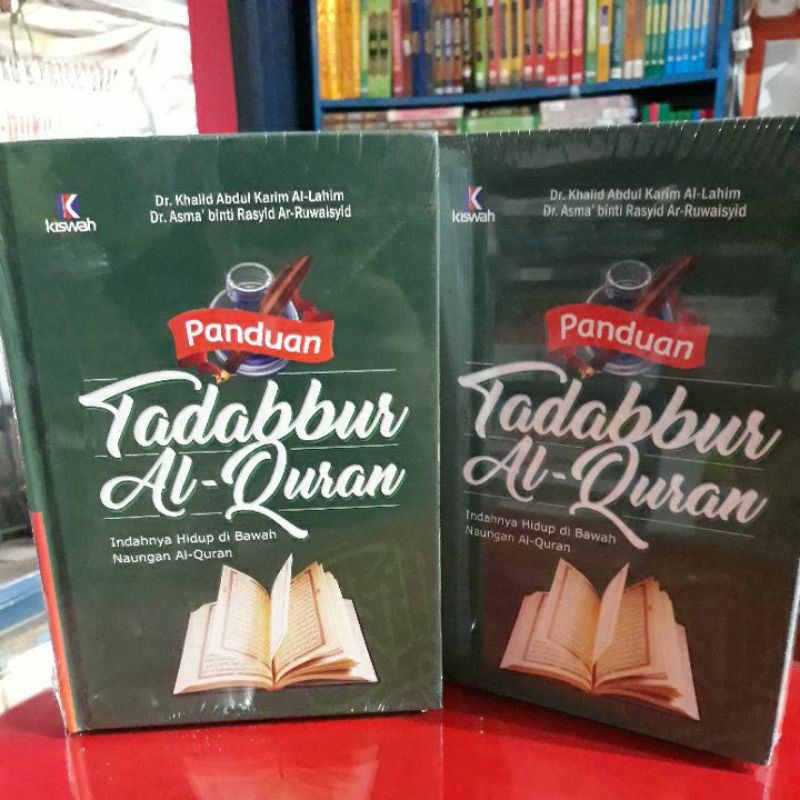 kiswah
Dr. Khalid Abdul Karim Al-Lahim
Dr. Asma' binti Rasyid Ar-Ruwaisyid
Panduan
Tadabbur
Al-Quran
Indahnya Hidup di Bawah
Naungan Al-Quran
kiswah
Dr. Khalid Abdul Karim Al-Lahim
Dr. Asma' binti Rasyid Ar-Ruwaisyid
Panduan
Tadabbur
Al-Quran
Indahnya Hidup di Bawah
Naungan Al-Quran